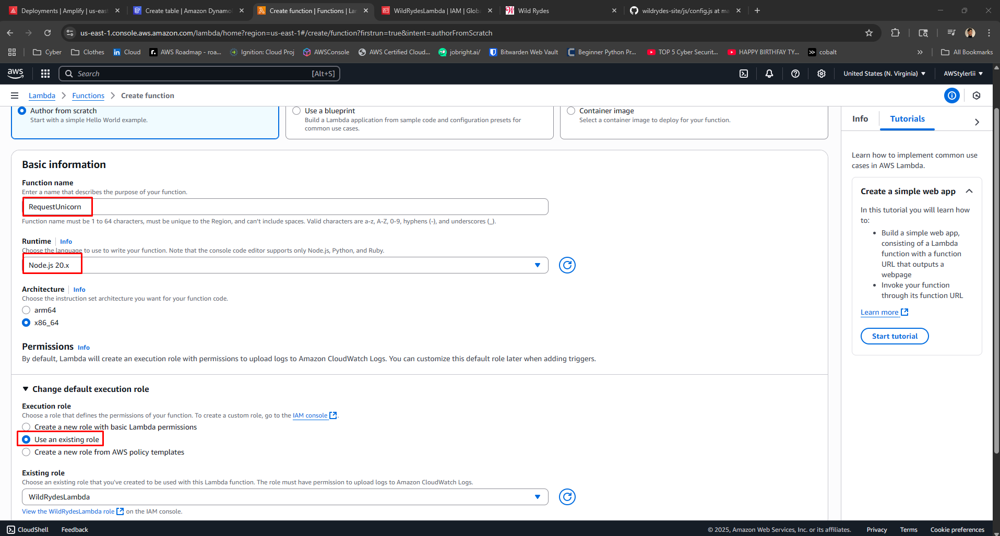 Deployments | Amplify | us-east
Create table | Amazon Dynamo
Create function | Functions | La
WildRydesLambda | IAM | Globa
Wild Rydes
wildrydes-site/js/config.js at ma
us-east-1.console.aws.amazon.com/lambda/home?region=us-east-1#/create/function?firstrun=true&intent=authorFromScratch
Cyber
Clothes
Cloud
AWS Roadmap - roa...
Ignition: Cloud Proj
AWSConsole
AWS Certified Cloud...
jobright.ai/
Bitwarden Web Vault
Beginner Python Pr...
TOP 5 Cyber Securit...
HAPPY BIRTHFAY TY...
cobalt
All Bookmarks
aws
Search
[Alt+S]
United States (N. Virginia)
AWStylerlii
Lambda
Functions
Create function
Author from scratch
Start with a simple Hello World example.
Use a blueprint
Build a Lambda application from sample code and configuration presets for
common use cases.
Container image
Select a container image to deploy for your function.
Basic information
Function name
Enter a name that describes the purpose of your function.
RequestUnicorn
Function name must be 1 to 64 characters, must be unique to the Region, and can't include spaces. Valid characters are a-z, A-Z, 0-9, hyphens (-), and underscores (_).
Runtime Info
Choose the language to use to write your function. Note that the console code editor supports only Node.js, Python, and Ruby.
Node.js 20.x
Architecture Info
Choose the instruction set architecture you want for your function code.
arm64
x86_64
Permissions Info
By default, Lambda will create an execution role with permissions to upload logs to Amazon CloudWatch Logs. You can customize this default role later when adding triggers.
Change default execution role
Execution role
Choose a role that defines the permissions of your function. To create a custom role, go to the IAM console.
Create a new role with basic Lambda permissions
Use an existing role
Create a new role from AWS policy templates
Existing role
Choose an existing role that you've created to be used with this Lambda function. The role must have permission to upload logs to Amazon CloudWatch Logs.
WildRydesLambda
View the WildRydesLambda role on the IAM console.
Info
Tutorials
Learn how to implement common use
cases in AWS Lambda.
Create a simple web app
In this tutorial you will learn how
to:
• Build a simple web app,
consisting of a Lambda
function with a function
URL that outputs a
webpage
• Invoke your function
through its function URL
Learn more
Start tutorial
CloudShell
Feedback
© 2025, Amazon Web Services, Inc. or its affiliates.
Privacy
Terms
Cookie preferences